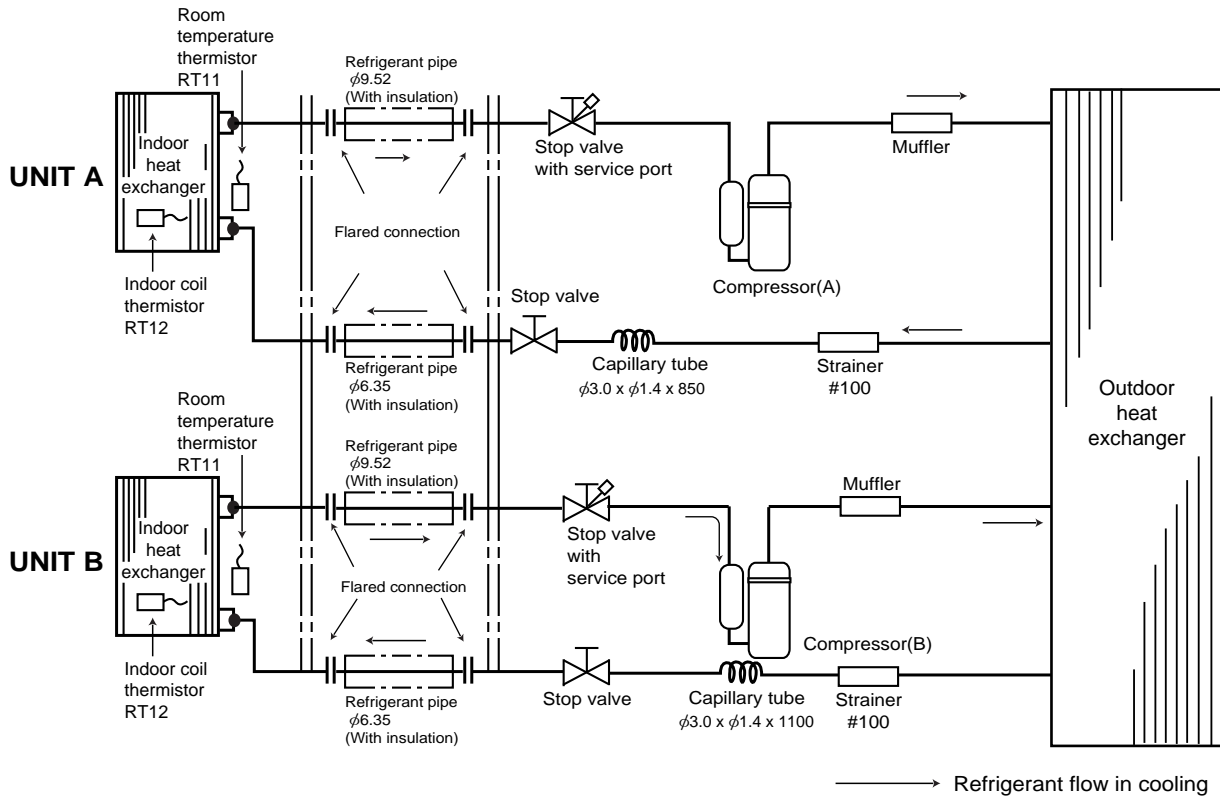 Room
temperature
thermistor
RT11
Refrigerant pipe
ϕ9.52
(With insulation)
Indoor
heat
exchanger
UNIT A
Stop valve
with service port
Muffler
Flared connection
Indoor coil
thermistor
RT12
Compressor(A)
Stop valve
Refrigerant pipe
ϕ6.35
(With insulation)
Capillary tube
ϕ3.0 x ϕ1.4 x 850
Strainer
#100
Outdoor
heat
exchanger
Room
temperature
thermistor
RT11
Refrigerant pipe
ϕ9.52
(With insulation)
Indoor
heat
exchanger
UNIT B
Stop valve
with
service port
Muffler
Flared connection
Indoor coil
thermistor
RT12
Compressor(B)
Refrigerant pipe
ϕ6.35
(With insulation)
Stop valve
Capillary tube
ϕ3.0 x ϕ1.4 x 1100
Strainer
#100
Refrigerant flow in cooling